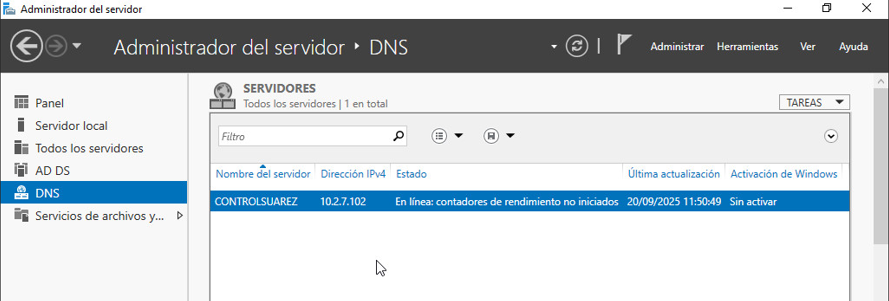 Administrador del servidor
Administrador del servidor ‣ DNS
Administrar Herramientas Ver Ayuda
Panel
Servidor local
Todos los servidores
AD DS
DNS
Servicios de archivos y...
SERVIDORES
Todos los servidores | 1 en total
TAREAS
Filtro
Nombre del servidor Dirección IPv4 Estado Última actualización Activación de Windows
CONTROLSUAREZ 10.2.7.102 En línea: contadores de rendimiento no iniciados 20/09/2025 11:50:49 Sin activar